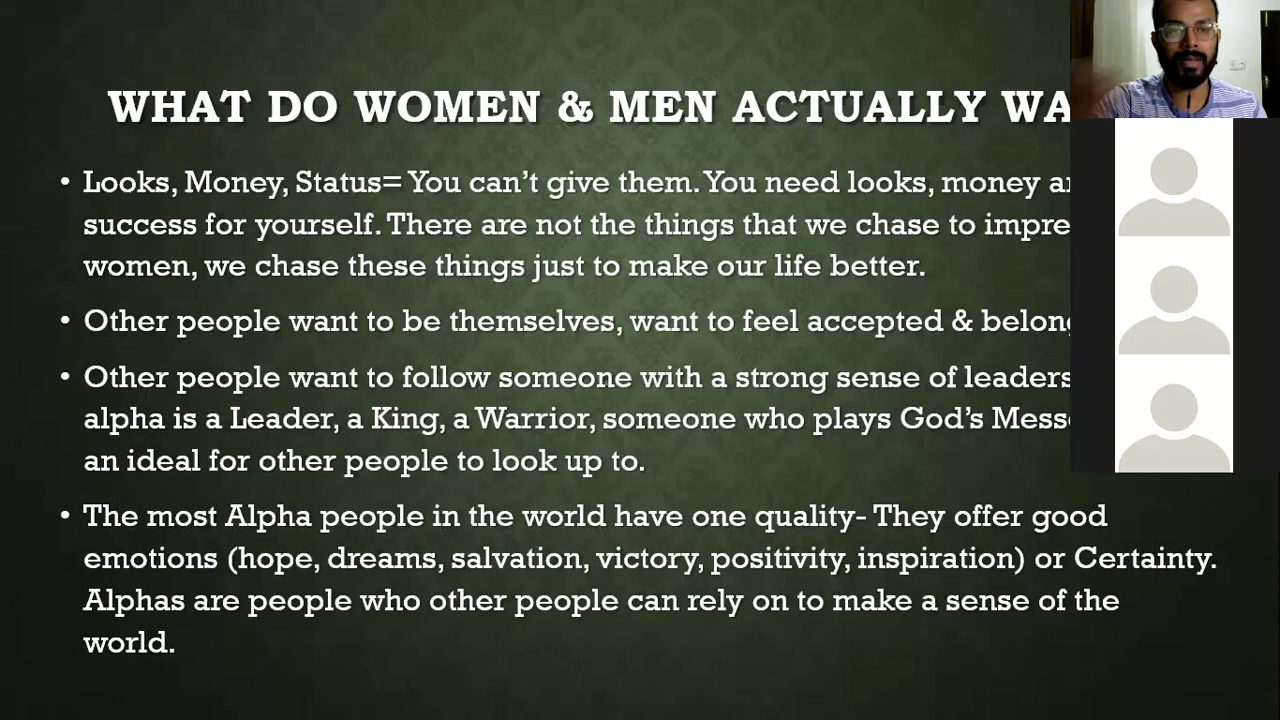 WHAT DO WOMEN & MEN ACTUALLY
Looks, Money, Status= You can't give them. You need looks, money
success for yourself. There are not the things that we chase to
women, we chase these things just to make our life better.
Other people want to be themselves, want to feel accepted &
Other people want to follow someone with a strong sense of
alpha is a Leader, a King, a Warrior, someone who plays God's
an ideal for other people to look up to.
The most Alpha people in the world have one quality- They offer good
emotions (hope, dreams, salvation, victory, positivity, inspiration) or Certainty.
Alphas are people who other people can rely on to make a sense of the
world.